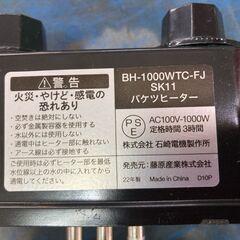 警告
火災・やけど・感電の
恐れあり
・空焚きは絶対にしない
・必ず金属製容器を使用する
・水以外を温めない
・通電中はヒーター部に触れない
・アース線は必ず接続する
ご使用時は必ずヒーター部を最低
水位線以上の水の中に入れてから
通電してください。
BH-1000WTC-FJ
SK11
バケツヒーター
PSE
AC100V-1000W
定格時間 3時間
株式会社 石崎電機製作所
販売元 藤原産業株式会社
22年製 Made in China D10P